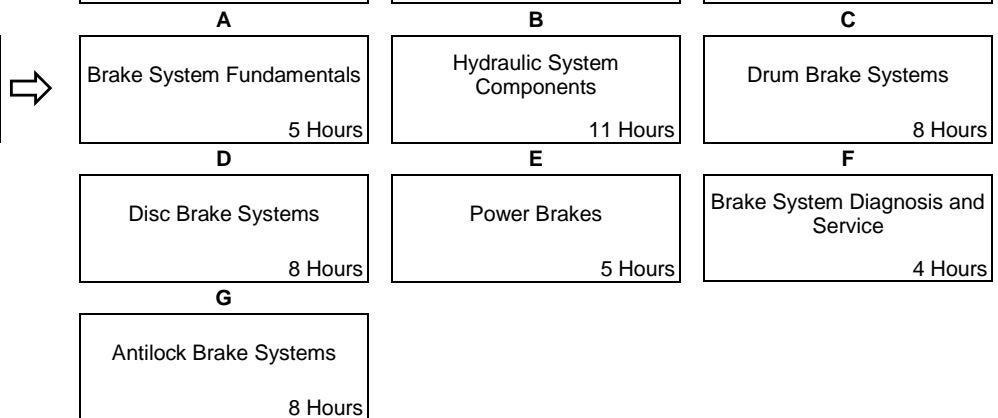 A B C
Brake System Fundamentals
5 Hours
Hydraulic System
Components
11 Hours
Drum Brake Systems
8 Hours
D E F
Disc Brake Systems
8 Hours
Power Brakes
5 Hours
Brake System Diagnosis and
Service
4 Hours
G
Antilock Brake Systems
8 Hours